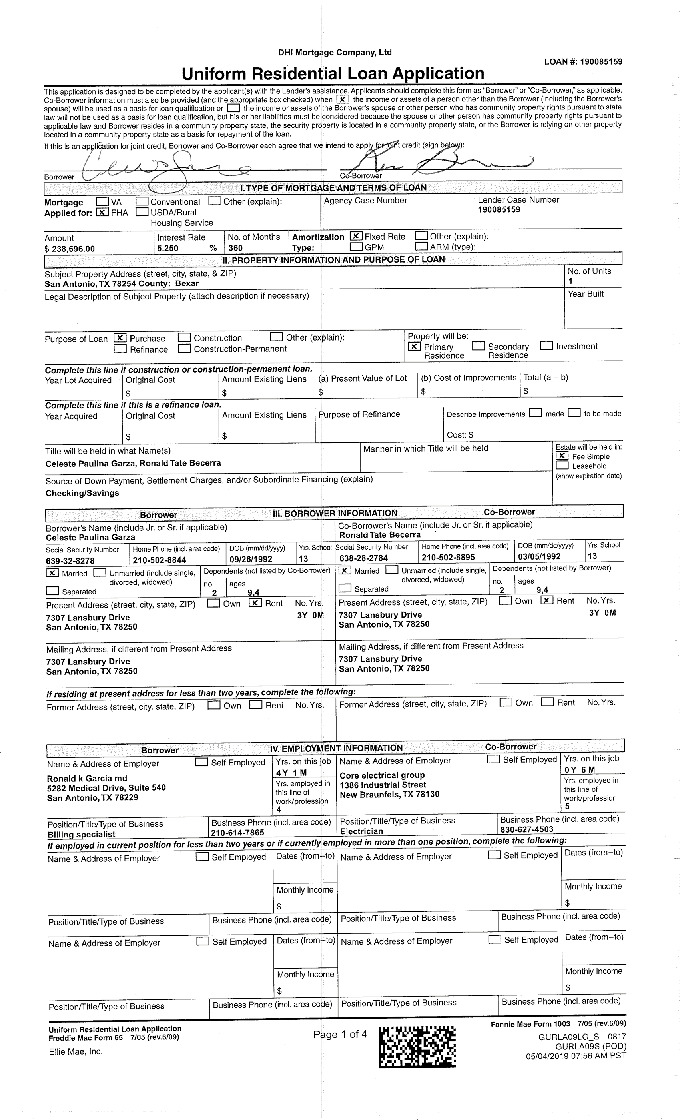 DHI Mortgage Company, Ltd
LOAN #: 190085159
Uniform Residential Loan Application
This application is designed to be completed by the applicant(s) with the Lender's assistance. Applicants should complete this form as "Borrower" or "Co-Borrower," as applicable.
Co-Borrower information must also be provided (and the appropriate box checked) when [X] the income or assets of a person other than the Borrower (including the Borrower's
spouse) will be used as a basis for loan qualification or [ ] the income or assets of the Borrower's spouse or other person who has community property rights pursuant to state
law will not be used as a basis for loan qualification, but his or her liabilities must be considered because the spouse or other person has community property rights pursuant to
applicable law and Borrower resides in a community property state, the security property is located in a community property state, or the Borrower is relying on other property
located in a community property state as a basis for repayment of the loan.
If this is an application for joint credit, Borrower and Co-Borrower each agree that we intend to apply for joint credit (sign below):
Borrower Co-Borrower
I. TYPE OF MORTGAGE AND TERMS OF LOAN
Mortgage [ ] VA [ ] Conventional [ ] Other (explain): Agency Case Number Lender Case Number
Applied for: [X] FHA [ ] USDA/Rural 190085159
Housing Service
Amount Interest Rate No. of Months Amortization [X] Fixed Rate [ ] Other (explain):
$ 238,696.00 5.250 % 360 Type: [ ] GPM [ ] ARM (type):
II. PROPERTY INFORMATION AND PURPOSE OF LOAN
Subject Property Address (street, city, state, & ZIP) No. of Units
San Antonio, TX 78254 County: Bexar 1
Legal Description of Subject Property (attach description if necessary) Year Built
Purpose of Loan [X] Purchase [ ] Construction [ ] Other (explain): Property will be:
[ ] Refinance [ ] Construction-Permanent [X] Primary Residence [ ] Secondary Residence [ ] Investment
Complete this line if construction or construction-permanent loan.
Year Lot Acquired Original Cost Amount Existing Liens (a) Present Value of Lot (b) Cost of Improvements Total (a + b)
$ $ $ $ $
Complete this line if this is a refinance loan.
Year Acquired Original Cost Amount Existing Liens Purpose of Refinance Describe Improvements [ ] made [ ] to be made
$ $ Cost: $
Title will be held in what Name(s) Manner in which Title will be held Estate will be held in:
Celeste Paulina Garza, Ronald Tate Becerra [X] Fee Simple
Source of Down Payment, Settlement Charges, and/or Subordinate Financing (explain) [ ] Leasehold
Checking/Savings (show expiration date)
Borrower III. BORROWER INFORMATION Co-Borrower
Borrower's Name (include Jr. or Sr. if applicable) Co-Borrower's Name (include Jr. or Sr. if applicable)
Celeste Paulina Garza Ronald Tate Becerra
Social Security Number Home Phone (incl. area code) DOB (mm/dd/yyyy) Yrs. School Social Security Number Home Phone (incl. area code) DOB (mm/dd/yyyy) Yrs. School
639-32-8278 210-502-8844 09/26/1992 13 638-26-2784 210-502-8895 03/05/1992 13
[X] Married [ ] Unmarried (include single, divorced, widowed) Dependents (not listed by Co-Borrower) [X] Married [ ] Unmarried (include single, divorced, widowed) Dependents (not listed by Borrower)
[ ] Separated no. 2 ages 9,4 [ ] Separated no. 2 ages 9,4
Present Address (street, city, state, ZIP) [ ] Own [X] Rent No. Yrs. Present Address (street, city, state, ZIP) [ ] Own [X] Rent No. Yrs.
7307 Lansbury Drive 3Y 0M 7307 Lansbury Drive 3Y 0M
San Antonio, TX 78250 San Antonio, TX 78250
Mailing Address, if different from Present Address Mailing Address, if different from Present Address
7307 Lansbury Drive 7307 Lansbury Drive
San Antonio, TX 78250 San Antonio, TX 78250
If residing at present address for less than two years, complete the following:
Former Address (street, city, state, ZIP) [ ] Own [ ] Rent No. Yrs. Former Address (street, city, state, ZIP) [ ] Own [ ] Rent No. Yrs.
Borrower IV. EMPLOYMENT INFORMATION Co-Borrower
Name & Address of Employer [ ] Self Employed Yrs. on this job Name & Address of Employer [ ] Self Employed Yrs. on this job
4Y 1M 0Y 6M
Ronald k Garcia md Yrs. employed in this line of work/profession Core electrical group Yrs. employed in this line of work/profession
5282 Medical Drive, Suite 540 1386 Industrial Street
San Antonio, TX 78229 4 New Braunfels, TX 78130 5
Position/Title/Type of Business Business Phone (incl. area code) Position/Title/Type of Business Business Phone (incl. area code)
Billing specialist 210-614-7865 Electrician 830-627-4503
If employed in current position for less than two years or if currently employed in more than one position, complete the following:
Name & Address of Employer [ ] Self Employed Dates (from–to) Name & Address of Employer [ ] Self Employed Dates (from–to)
Monthly Income Monthly Income
$ $
Position/Title/Type of Business Business Phone (incl. area code) Position/Title/Type of Business Business Phone (incl. area code)
Name & Address of Employer [ ] Self Employed Dates (from–to) Name & Address of Employer [ ] Self Employed Dates (from–to)
Monthly Income Monthly Income
$ $
Position/Title/Type of Business Business Phone (incl. area code) Position/Title/Type of Business Business Phone (incl. area code)
Uniform Residential Loan Application Fannie Mae Form 1003 7/05 (rev.6/09)
Freddie Mac Form 65 7/05 (rev.6/09) Page 1 of 4 GURLA09LG_S 0817
Ellie Mae, Inc. GURLA09S (POD)
05/04/2019 07:56 AM PST